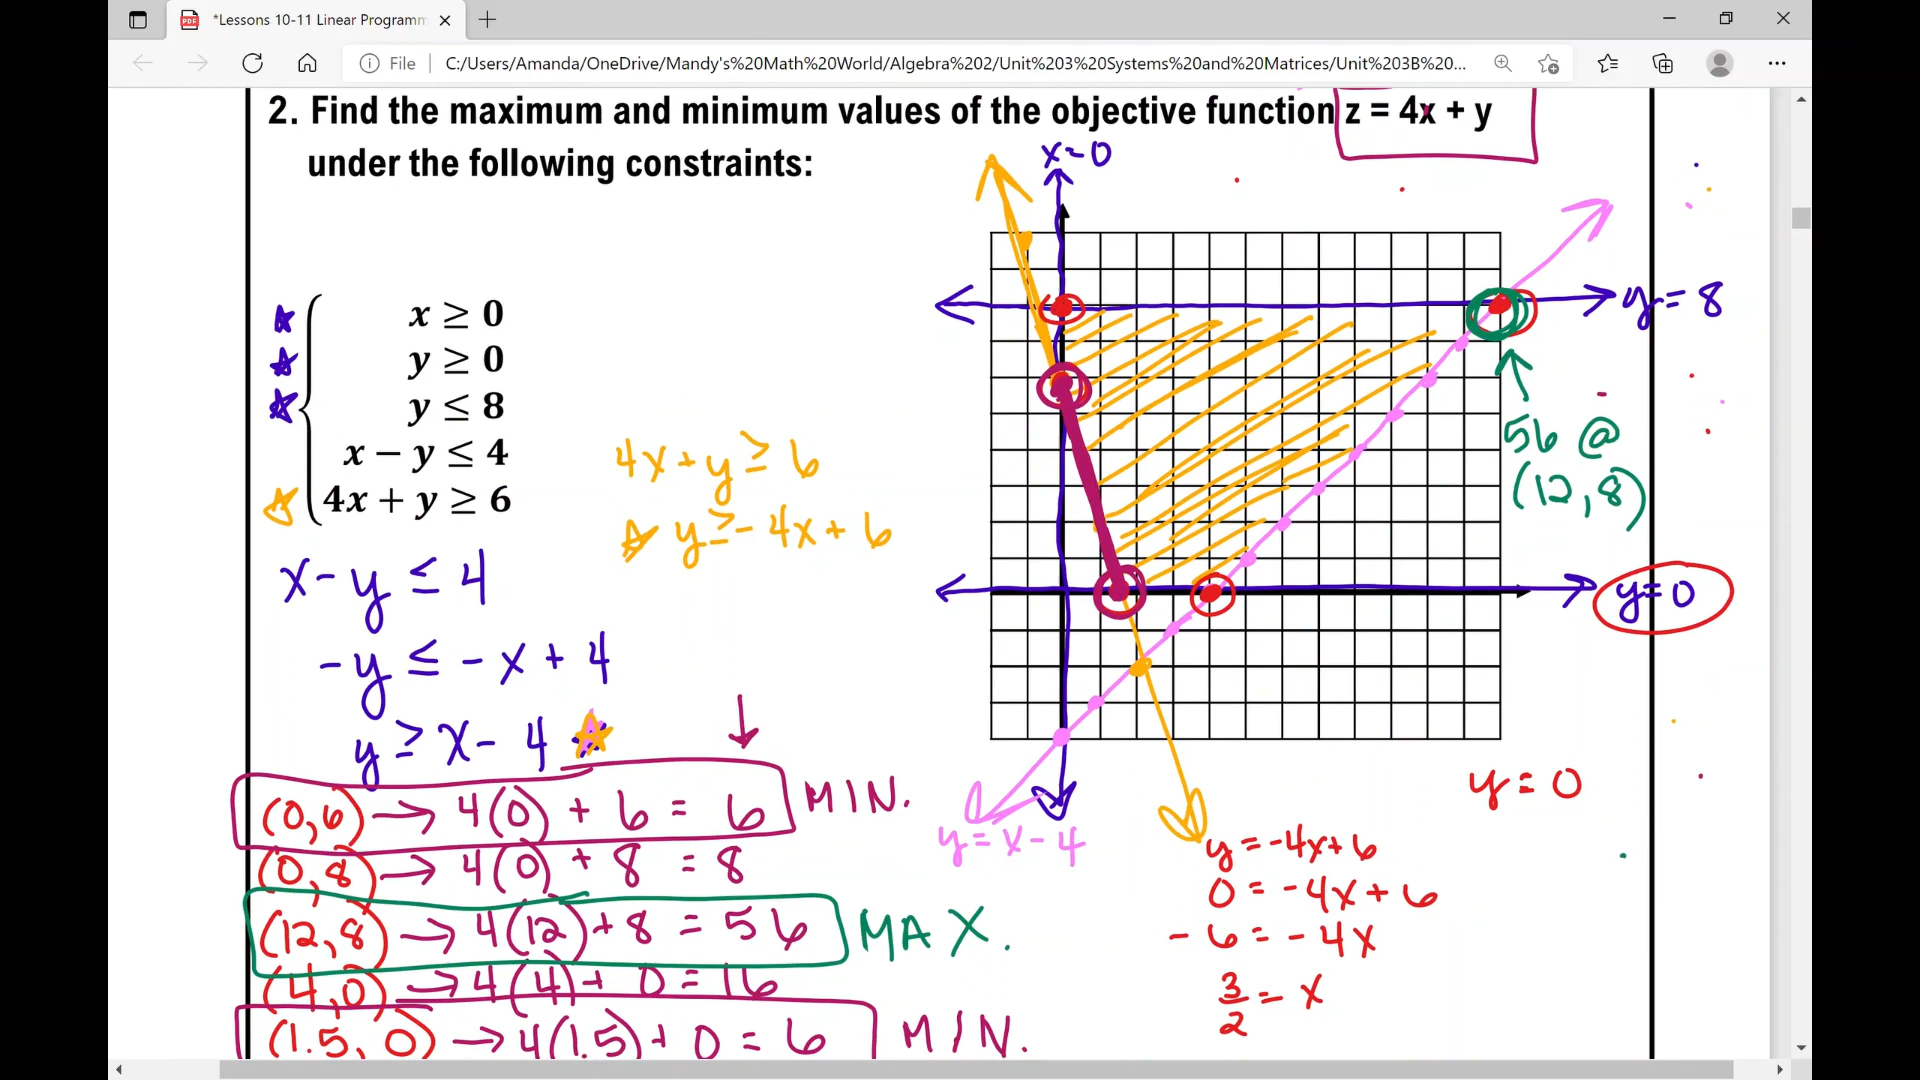 *Lessons 10-11 Linear Programm
File
C:/Users/Amanda/OneDrive/Mandy's%20Math%20World/Algebra%202/Unit%203%20Systems%20and%20Matrices/Unit%203B%20...
2. Find the maximum and minimum values of the objective function z = 4x + y
under the following constraints:
x ≥ 0
y ≥ 0
y ≤ 8
x − y ≤ 4
4x + y ≥ 6
4x + y ≥ 6
y ≥ - 4x + 6
x - y ≤ 4
-y ≤ - x + 4
y ≥ x - 4
x = 0
y = 8
56 @
(12,8)
y = 0
y = x - 4
y = 0
y = -4x+6
0 = -4x + 6
- 6 = - 4x
3/2 = x
(0,6) → 4(0) + 6 = 6 MIN.
(0,8) → 4(0) + 8 = 8
(12,8) → 4(12)+8 = 56 MAX.
(4,0) → 4(4)+ 0 = 16
(1.5, 0) → 4(1.5)+ 0 = 6 MIN.